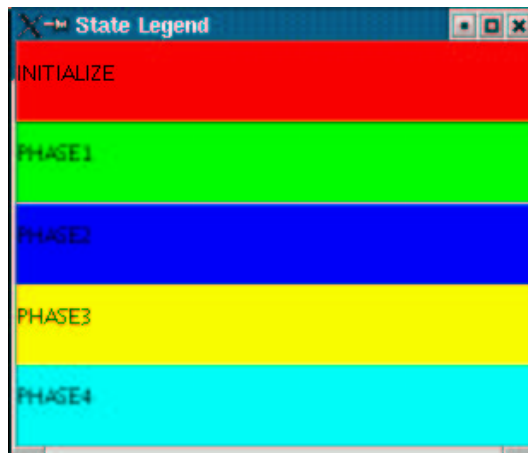 State Legend
INITIALIZE
PHASE1
PHASE2
PHASE3
PHASE4